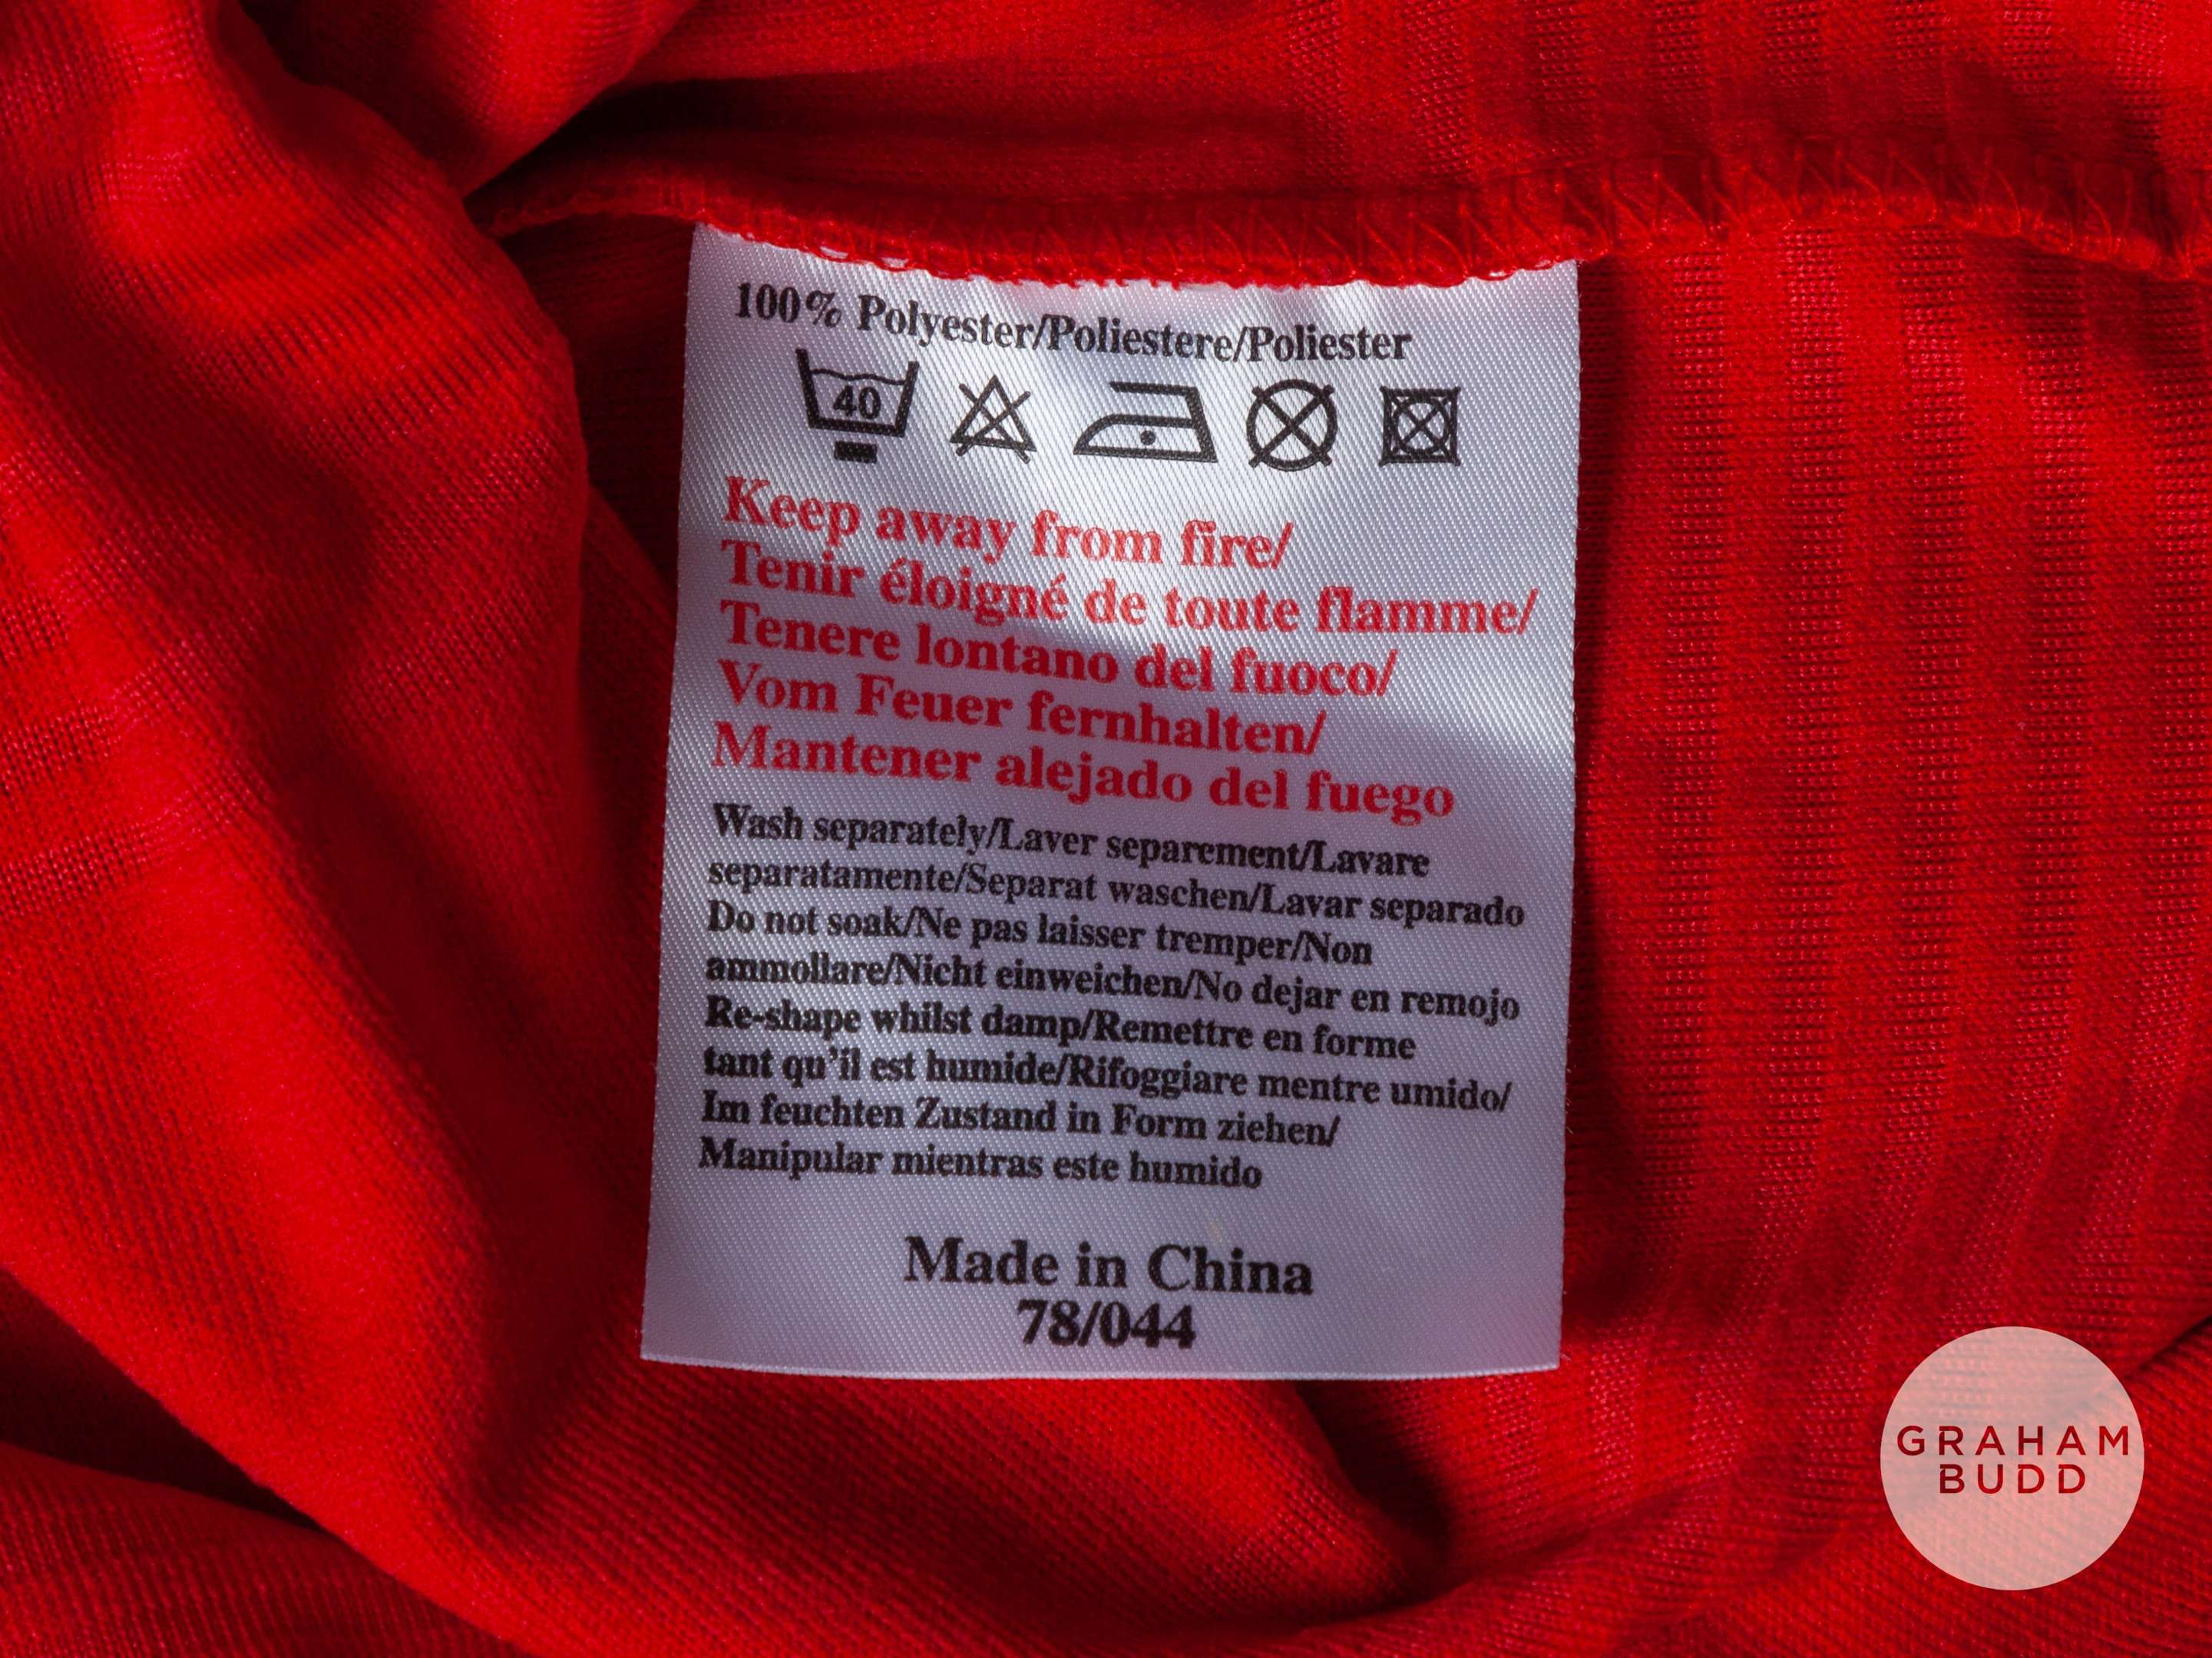 100% Polyester/Poliestere/Poliester
40
Keep away from fire/
Tenir éloigné de toute flamme/
Tenere lontano del fuoco/
Vom Feuer fernhalten/
Mantener alejado del fuego
Wash separately/Laver separement/Lavare
separatamente/Separat waschen/Lavar separado
Do not soak/Ne pas laisser tremper/Non
ammollare/Nicht einweichen/No dejar en remojo
Re-shape whilst damp/Remettre en forme
tant qu'il est humide/Rifoggiare mentre umido/
Im feuchten Zustand in Form ziehen/
Manipular mientras este humido
Made in China
78/044
GRAHAM
BUDD